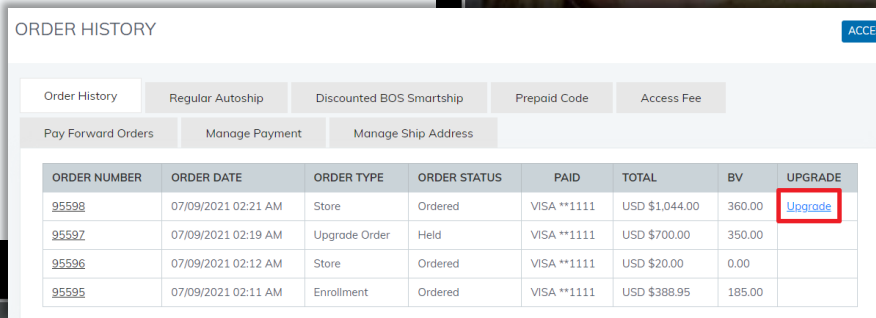 ORDER HISTORY
ACCE
Order History Regular Autoship Discounted BOS Smartship Prepaid Code Access Fee
Pay Forward Orders Manage Payment Manage Ship Address
ORDER NUMBER ORDER DATE ORDER TYPE ORDER STATUS PAID TOTAL BV UPGRADE
95598 07/09/2021 02:21 AM Store Ordered VISA **1111 USD $1,044.00 360.00 Upgrade
95597 07/09/2021 02:19 AM Upgrade Order Held VISA **1111 USD $700.00 350.00
95596 07/09/2021 02:12 AM Store Ordered VISA **1111 USD $20.00 0.00
95595 07/09/2021 02:11 AM Enrollment Ordered VISA **1111 USD $388.95 185.00